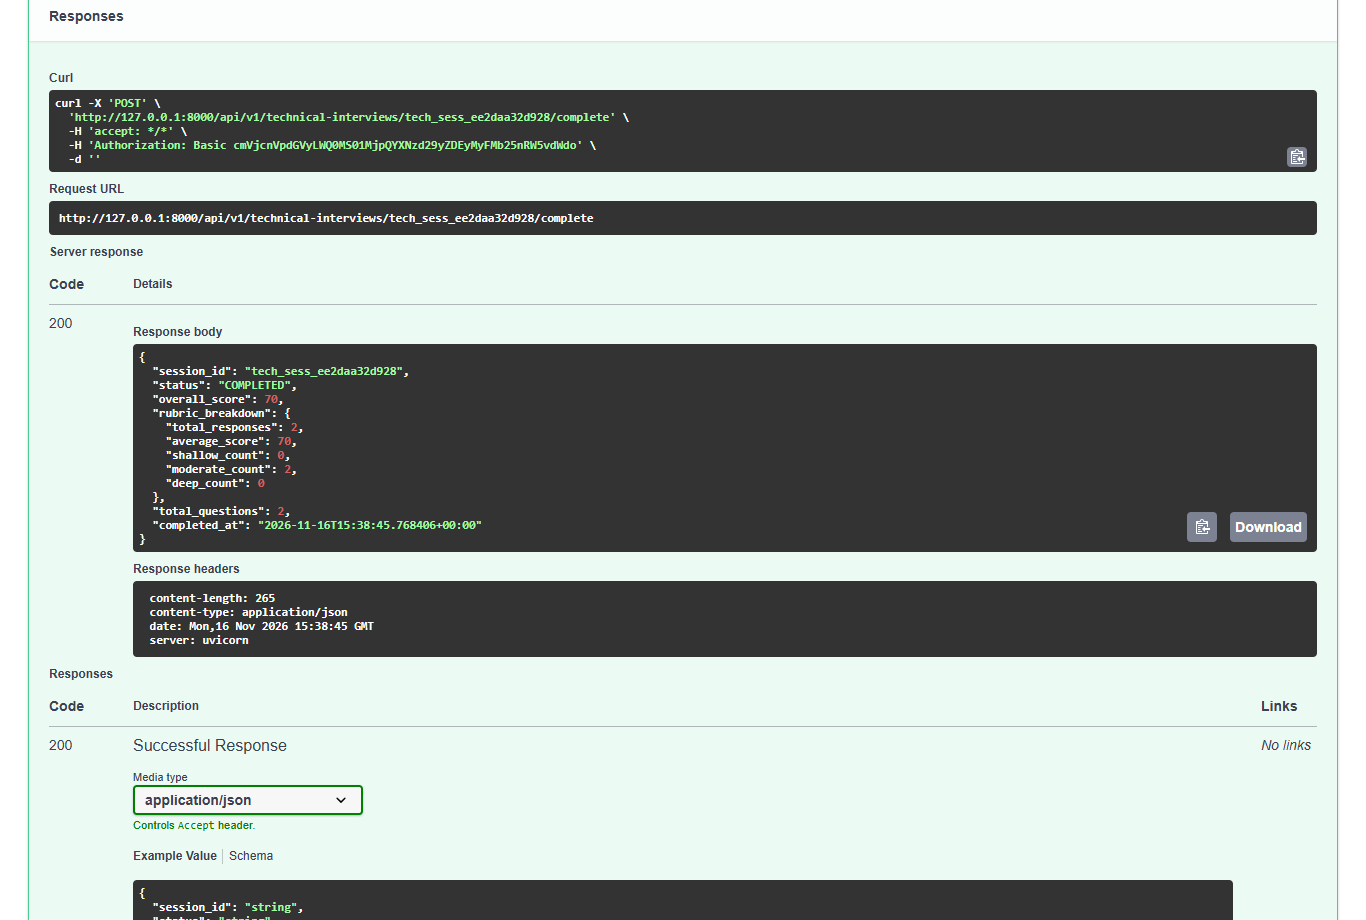 Responses
Curl
curl -X 'POST' \
  'http://127.0.0.1:8000/api/v1/technical-interviews/tech_sess_ee2daa32d928/complete' \
  -H 'accept: */*' \
  -H 'Authorization: Basic cmVjcnVpdGVyLWQ0MS01MjpQYXNzd29yZDEyMyFMb25nRW5vdWdo' \
  -d ''
Request URL
http://127.0.0.1:8000/api/v1/technical-interviews/tech_sess_ee2daa32d928/complete
Server response
Code Details
200
Response body
{
  "session_id": "tech_sess_ee2daa32d928",
  "status": "COMPLETED",
  "overall_score": 70,
  "rubric_breakdown": {
    "total_responses": 2,
    "average_score": 70,
    "shallow_count": 0,
    "moderate_count": 2,
    "deep_count": 0
  },
  "total_questions": 2,
  "completed_at": "2026-11-16T15:38:45.768406+00:00"
}
Download
Response headers
content-length: 265
content-type: application/json
date: Mon,16 Nov 2026 15:38:45 GMT
server: uvicorn
Responses
Code Description Links
200 Successful Response No links
Media type
application/json
Controls Accept header.
Example Value Schema
{
  "session_id": "string",
  "status": "string",